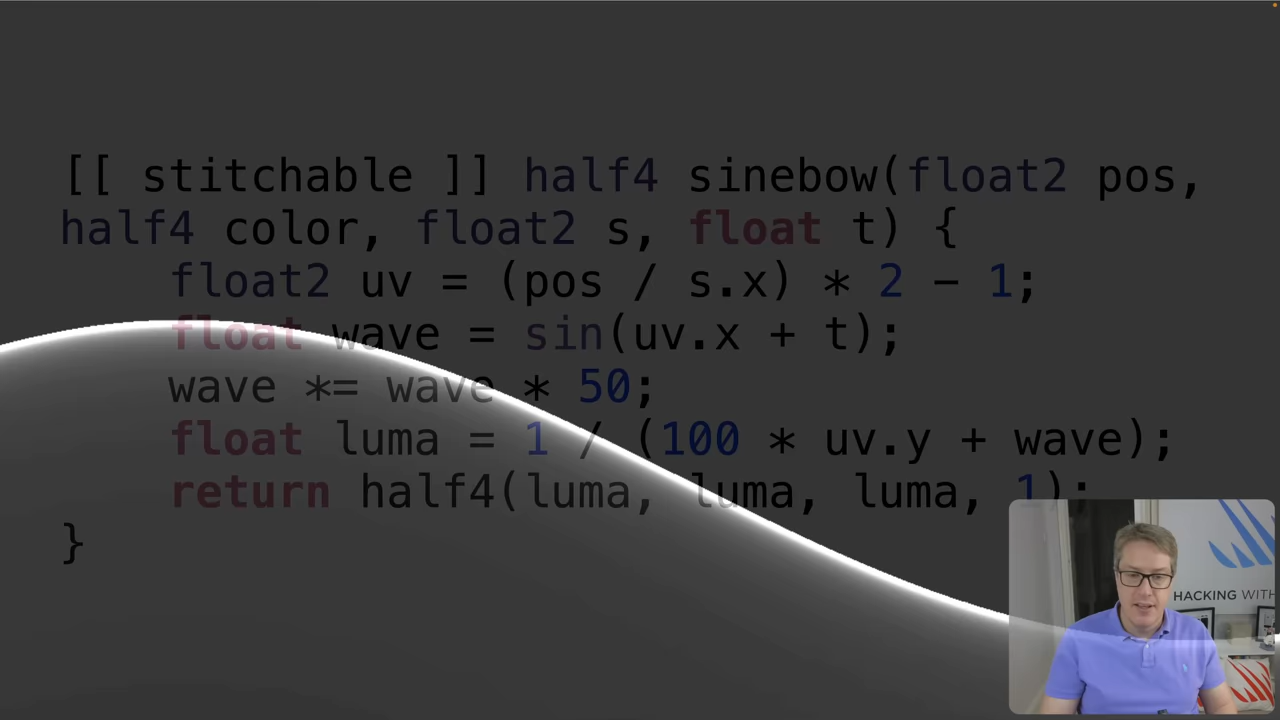 [[ stitchable ]] half4 sinebow(float2 pos,
half4 color, float2 s, float t) {
    float2 uv = (pos / s.x) * 2 - 1;
    float wave = sin(uv.x + t);
    wave *= wave * 50;
    float luma = 1 / (100 * uv.y + wave);
    return half4(luma, luma, luma, 1);
}
HACKING WITH